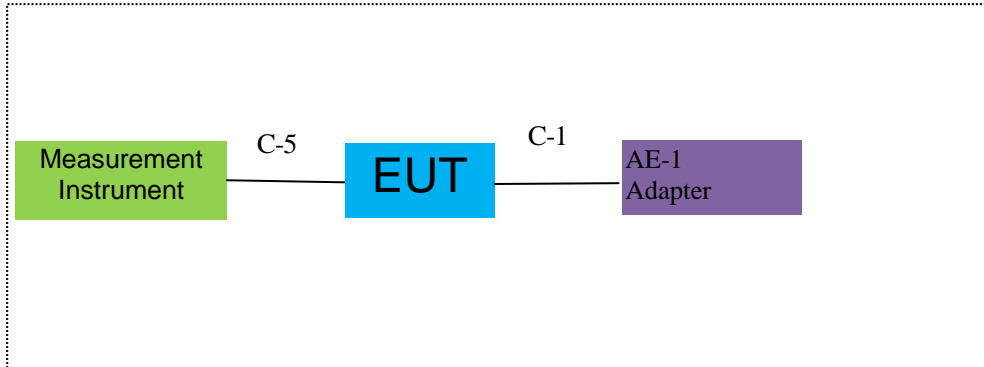 C-5
C-1
Measurement
Instrument
EUT
AE-1
Adapter